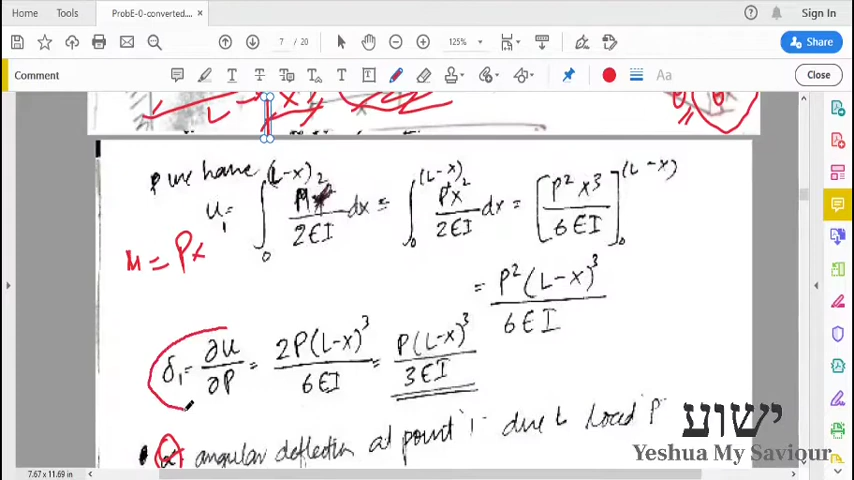 Home
Tools
ProbE-0-converted....
×
Sign In
7 / 20
125%
Share
Comment
Aa
Close
L
x
θ
we have
u₁ = ∫₀^(L-x) M²/2EI dx = ∫₀^(L-x) P²x²/2EI dx = [P²x³/6EI]₀^(L-x)
M = Px
= P²(L-x)³/6EI
δ₁ = ∂u/∂P = 2P(L-x)³/6EI = P(L-x)³/3EI
angular deflection at point '1' due to load P
ישוע
Yeshua My Saviour
7.67 x 11.69 in